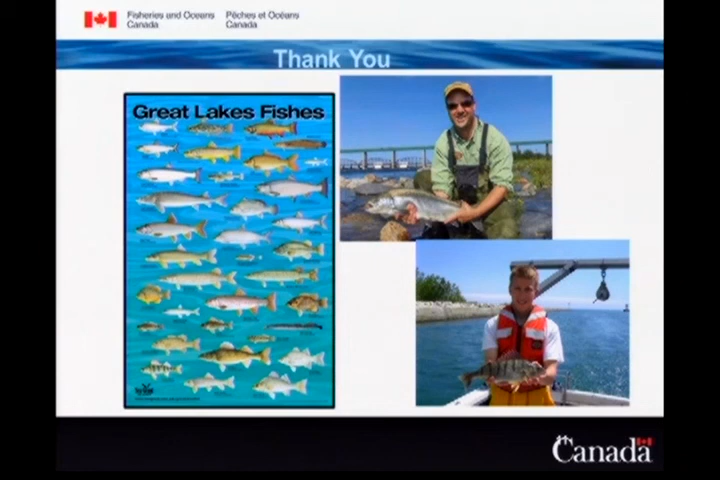 Fisheries and Oceans
Canada
Pêches et Océans
Canada
Thank You
Great Lakes Fishes
Canada